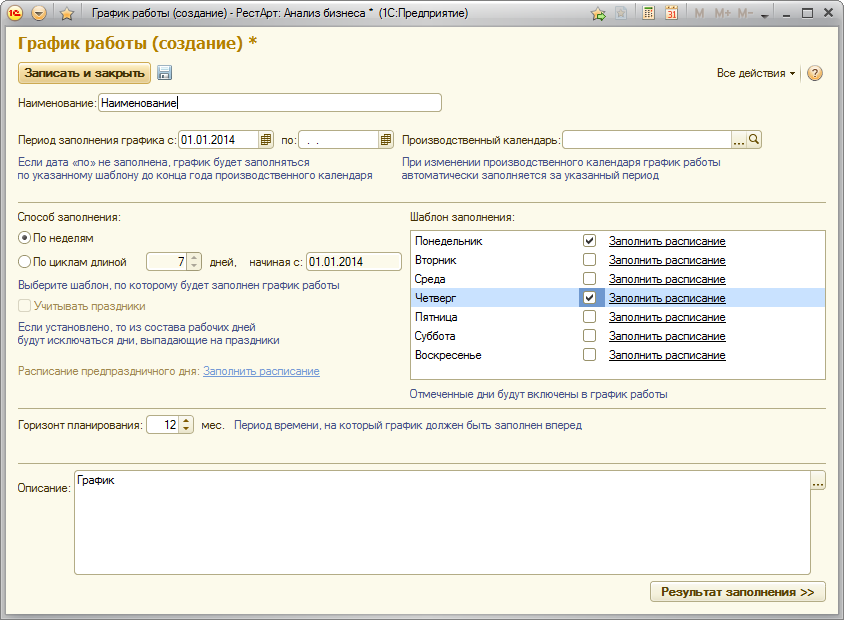 График работы (создание) - РестАрт: Анализ бизнеса * (1С:Предприятие)
31 M M+ M-
График работы (создание) *
Записать и закрыть
Все действия
?
Наименование: Наименование
Период заполнения графика с: 01.01.2014 по: . . Производственный календарь: ...
Если дата «по» не заполнена, график будет заполняться
по указанному шаблону до конца года производственного календаря
При изменении производственного календаря график работы
автоматически заполняется за указанный период
Способ заполнения:
По неделям
По циклам длиной 7 дней, начиная с: 01.01.2014
Выберите шаблон, по которому будет заполнен график работы
Учитывать праздники
Если установлено, то из состава рабочих дней
будут исключаться дни, выпадающие на праздники
Расписание предпраздничного дня: Заполнить расписание
Шаблон заполнения:
Понедельник Заполнить расписание
Вторник Заполнить расписание
Среда Заполнить расписание
Четверг Заполнить расписание
Пятница Заполнить расписание
Суббота Заполнить расписание
Воскресенье Заполнить расписание
Отмеченные дни будут включены в график работы
Горизонт планирования: 12 мес. Период времени, на который график должен быть заполнен вперед
Описание: График ...
Результат заполнения >>